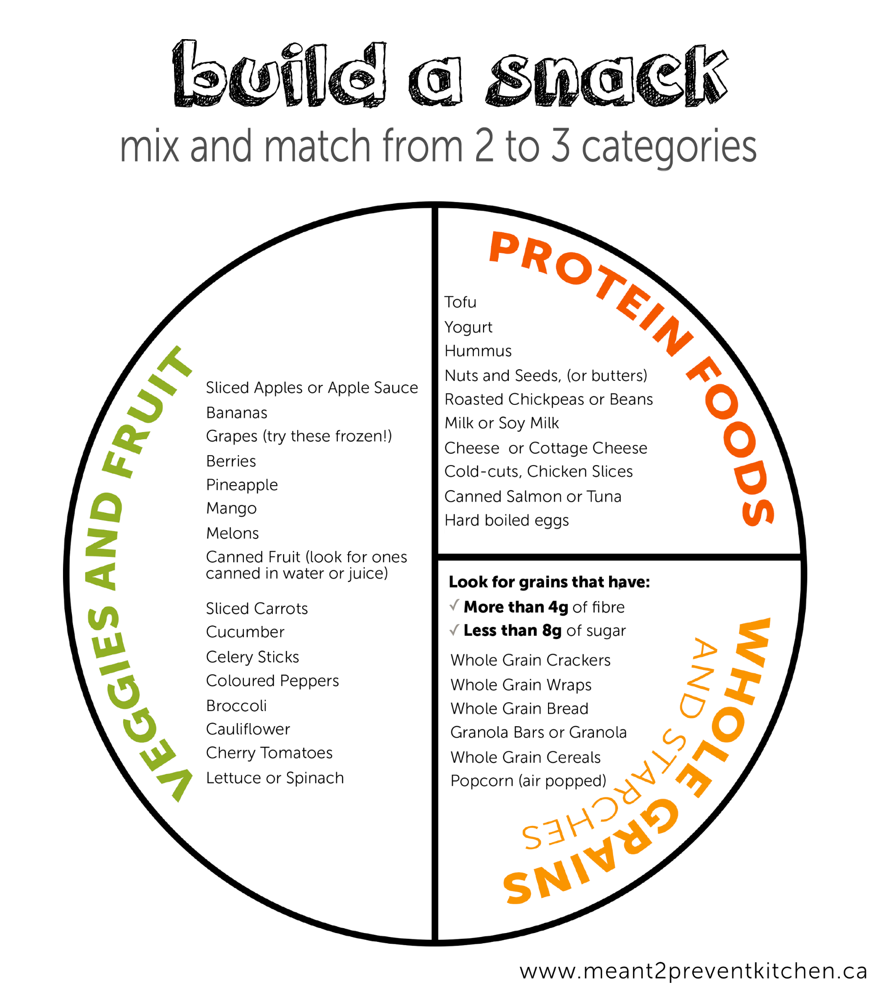 build a snack
mix and match from 2 to 3 categories
VEGGIES AND FRUIT
Sliced Apples or Apple Sauce
Bananas
Grapes (try these frozen!)
Berries
Pineapple
Mango
Melons
Canned Fruit (look for ones
canned in water or juice)
Sliced Carrots
Cucumber
Celery Sticks
Coloured Peppers
Broccoli
Cauliflower
Cherry Tomatoes
Lettuce or Spinach
PROTEIN FOODS
Tofu
Yogurt
Hummus
Nuts and Seeds, (or butters)
Roasted Chickpeas or Beans
Milk or Soy Milk
Cheese or Cottage Cheese
Cold-cuts, Chicken Slices
Canned Salmon or Tuna
Hard boiled eggs
WHOLE GRAINS
AND STARCHES
Look for grains that have:
✓ More than 4g of fibre
✓ Less than 8g of sugar
Whole Grain Crackers
Whole Grain Wraps
Whole Grain Bread
Granola Bars or Granola
Whole Grain Cereals
Popcorn (air popped)
www.meant2preventkitchen.ca